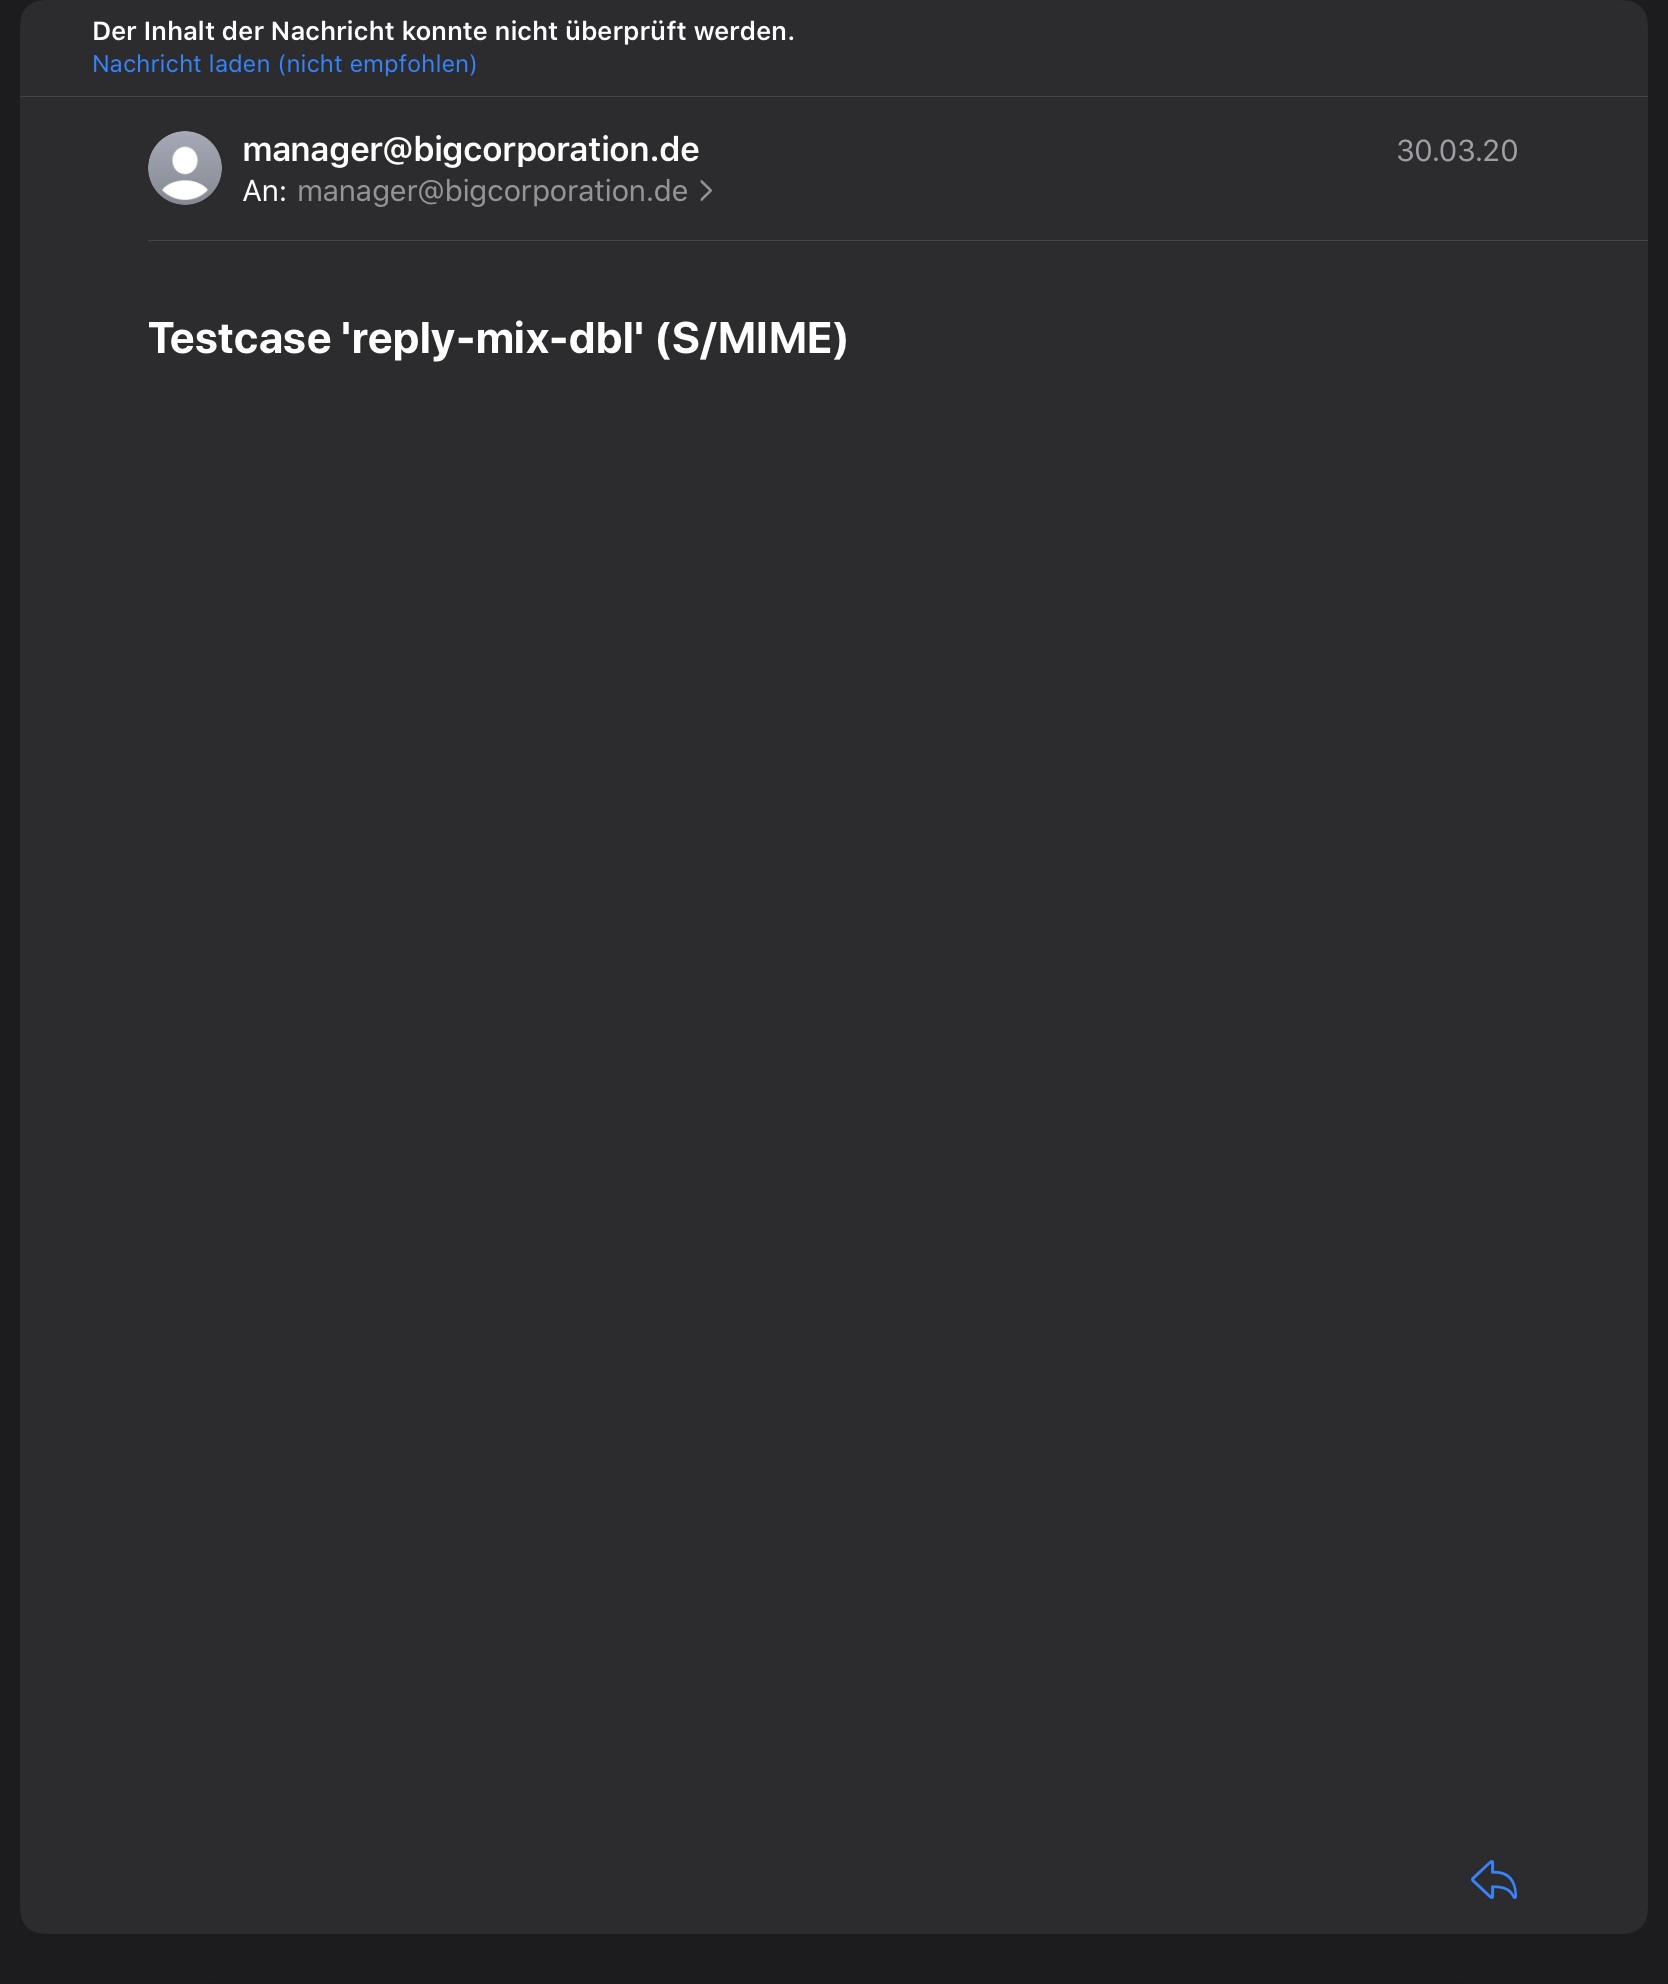 Der Inhalt der Nachricht konnte nicht überprüft werden.
Nachricht laden (nicht empfohlen)
manager@bigcorporation.de
30.03.20
An: manager@bigcorporation.de
Testcase 'reply-mix-dbl' (S/MIME)